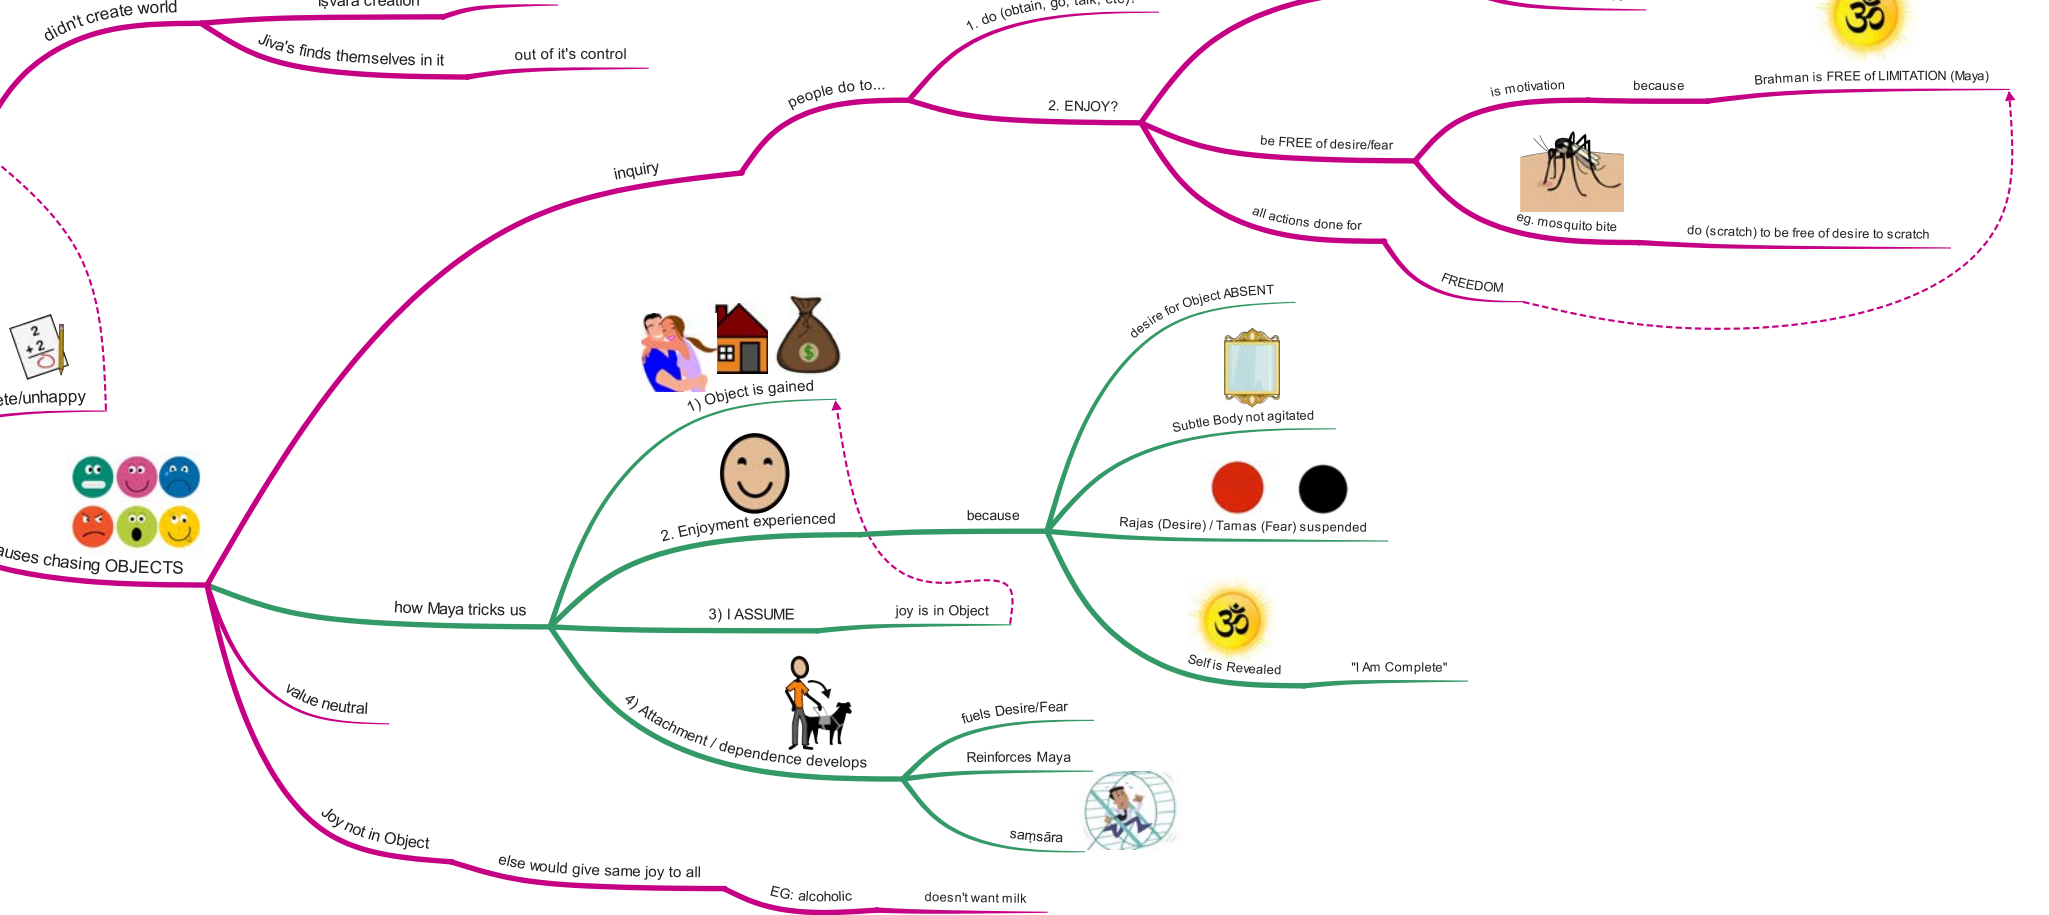 didn't create world
Īśvara creation
Jiva's finds themselves in it
out of it's control
inquiry
people do to...
1. do (obtain, go, talk, etc)?
2. ENJOY?
be FREE of desire/fear
is motivation
because
Brahman is FREE of LIMITATION (Maya)
ॐ
eg. mosquito bite
do (scratch) to be free of desire to scratch
all actions done for
FREEDOM
2
+2
ete/unhappy
auses chasing OBJECTS
how Maya tricks us
$
1) Object is gained
2. Enjoyment experienced
because
desire for Object ABSENT
Subtle Body not agitated
Rajas (Desire) / Tamas (Fear) suspended
ॐ
Self is Revealed
"I Am Complete"
3) I ASSUME
joy is in Object
4) Attachment / dependence develops
fuels Desire/Fear
Reinforces Maya
saṃsāra
value neutral
Joy not in Object
else would give same joy to all
EG: alcoholic
doesn't want milk